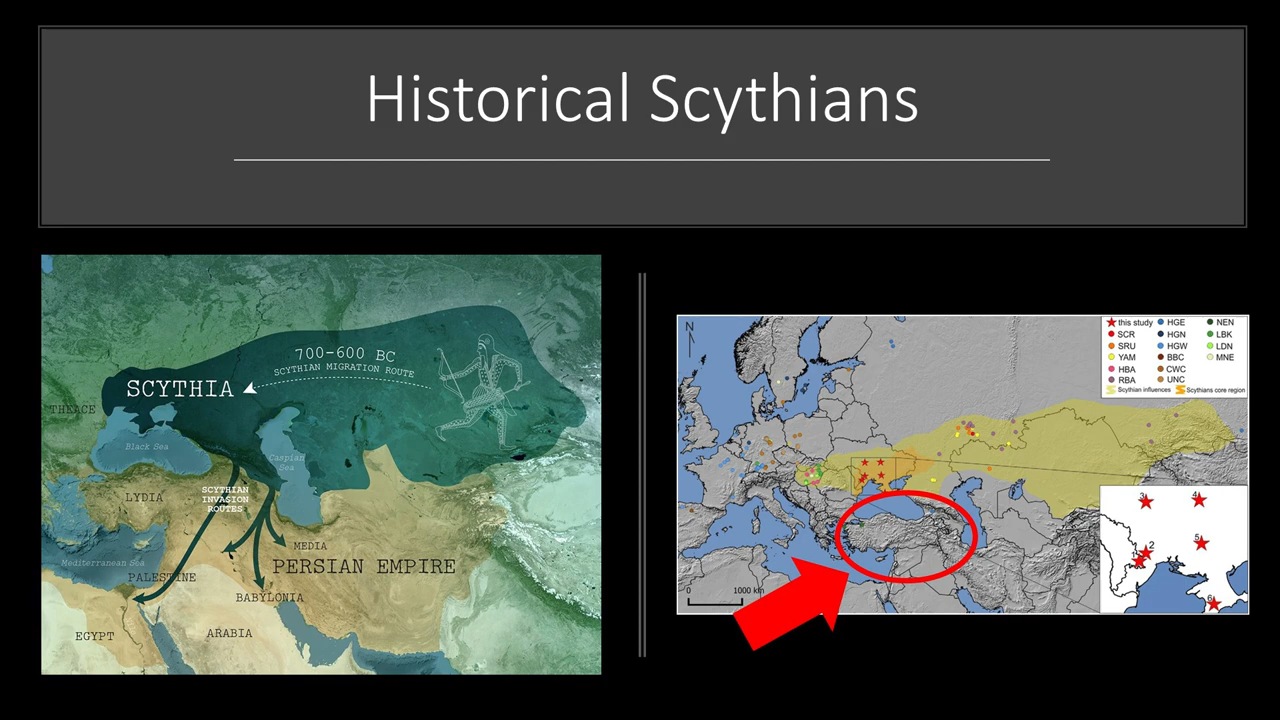 Historical Scythians
700-600 BC
SCYTHIAN MIGRATION ROUTE
SCYTHIA
THEACE
Black Sea
Caspian
Sea
LYDIA
SCYTHIAN
INVASION
ROUTES
MEDIA
Mediterranean Sea
PERSIAN EMPIRE
PALESTINE
BABYLONIA
EGYPT
ARABIA
N
this study
SCR
SRU
YAM
HBA
RBA
HGE
HGN
HGW
BBC
CWC
UNC
NEN
LBK
LDN
MNE
Scythian influences
Scythians core region
0
1000 km
3
4
1
2
5
6